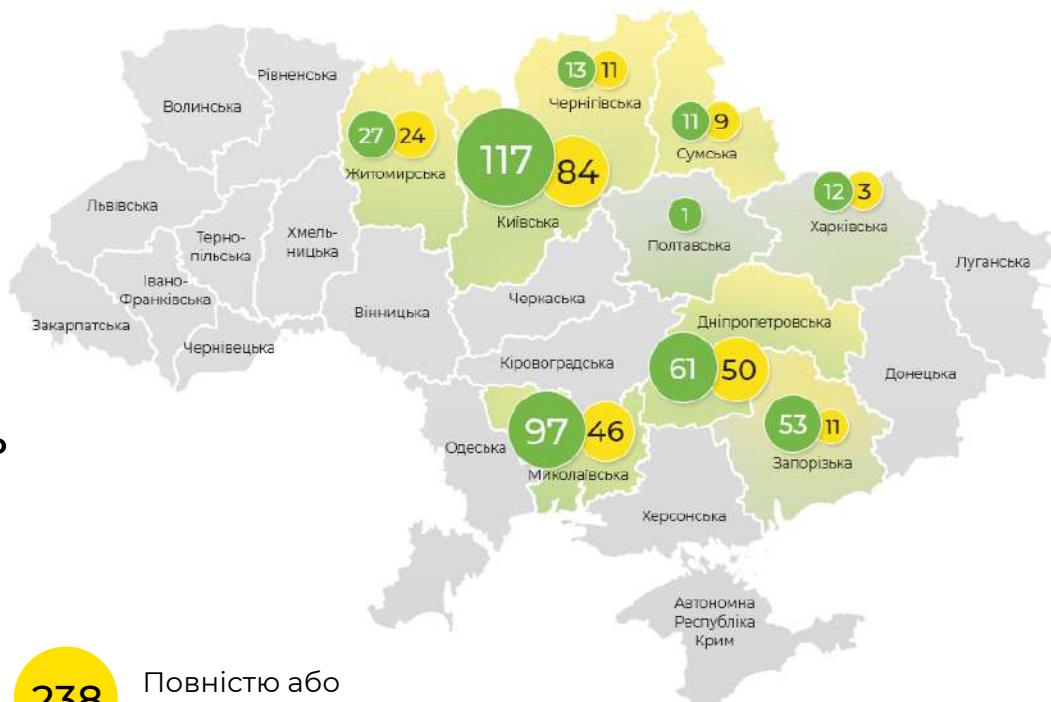 13 11
Чернігівська
Рівненська
Волинська
27 24
Житомирська
117 84
Київська
11 9
Сумська
12 3
Харківська
1
Полтавська
Львівська
Терно-
пільська
Хмель-
ницька
Луганська
Івано-
Франківська
Закарпатська
Чернівецька
Вінницька
Черкаська
Дніпропетровська
61 50
Кіровоградська
Донецька
97 46
Миколаївська
Одеська
53 11
Запорізька
Херсонська
Автономна
Республіка
Крим
238
Повністю або